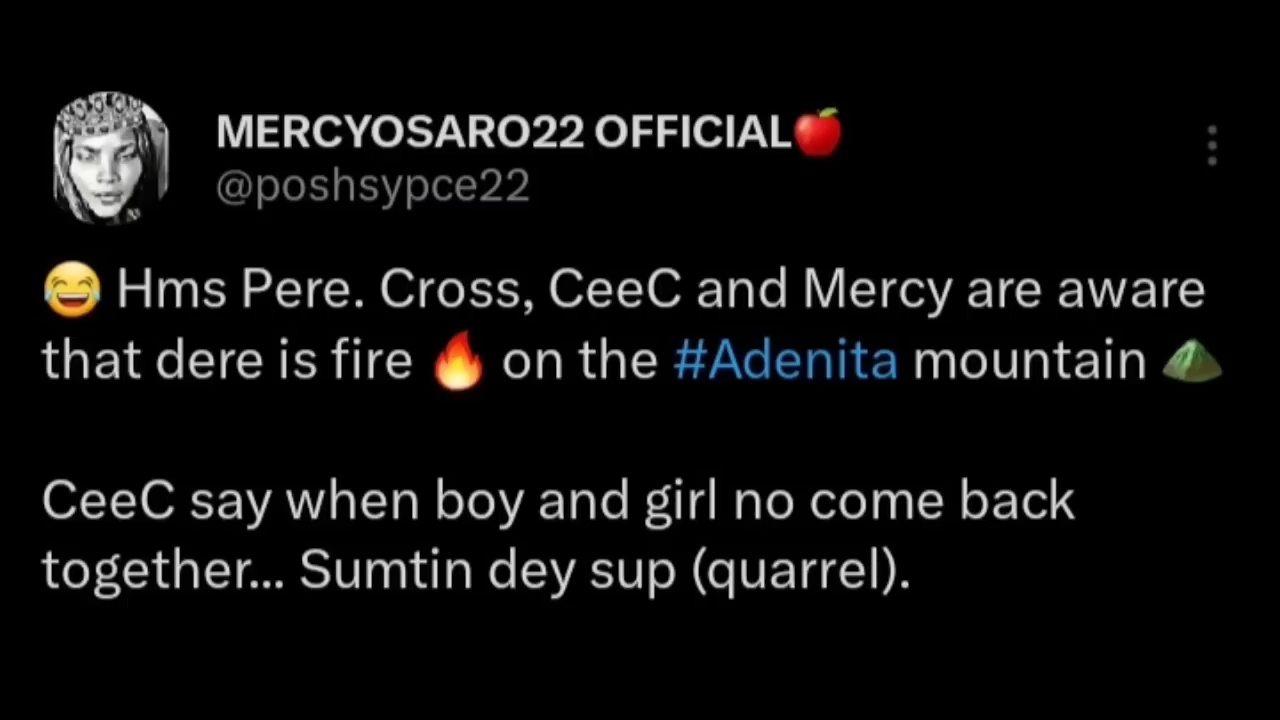 MERCYOSARO22 OFFICIAL🍎
@poshsypce22
😂 Hms Pere. Cross, CeeC and Mercy are aware
that dere is fire 🔥 on the #Adenita mountain ⛰️
CeeC say when boy and girl no come back
together... Sumtin dey sup (quarrel).